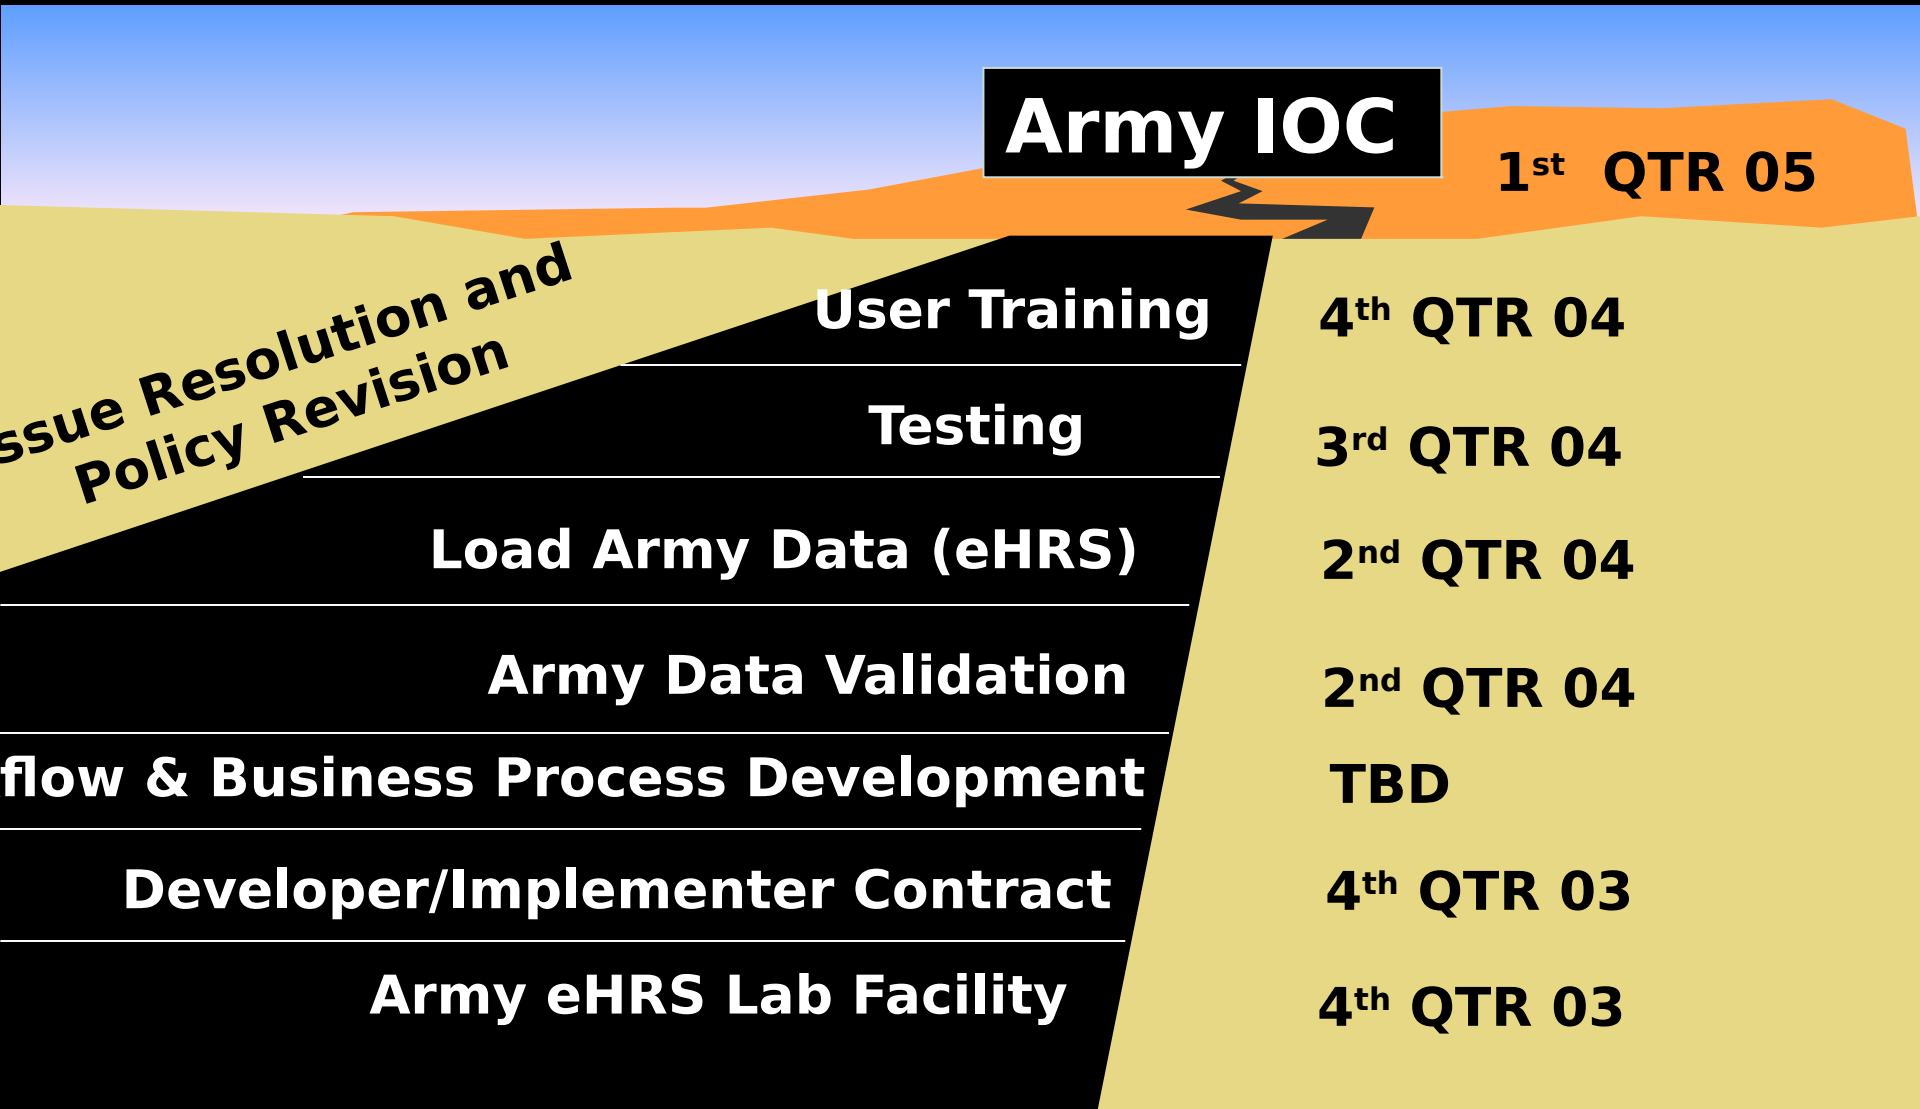 Army IOC
1st QTR 05
ssue Resolution and
Policy Revision
User Training
4th QTR 04
Testing
3rd QTR 04
Load Army Data (eHRS)
2nd QTR 04
Army Data Validation
2nd QTR 04
flow & Business Process Development
TBD
Developer/Implementer Contract
4th QTR 03
Army eHRS Lab Facility
4th QTR 03